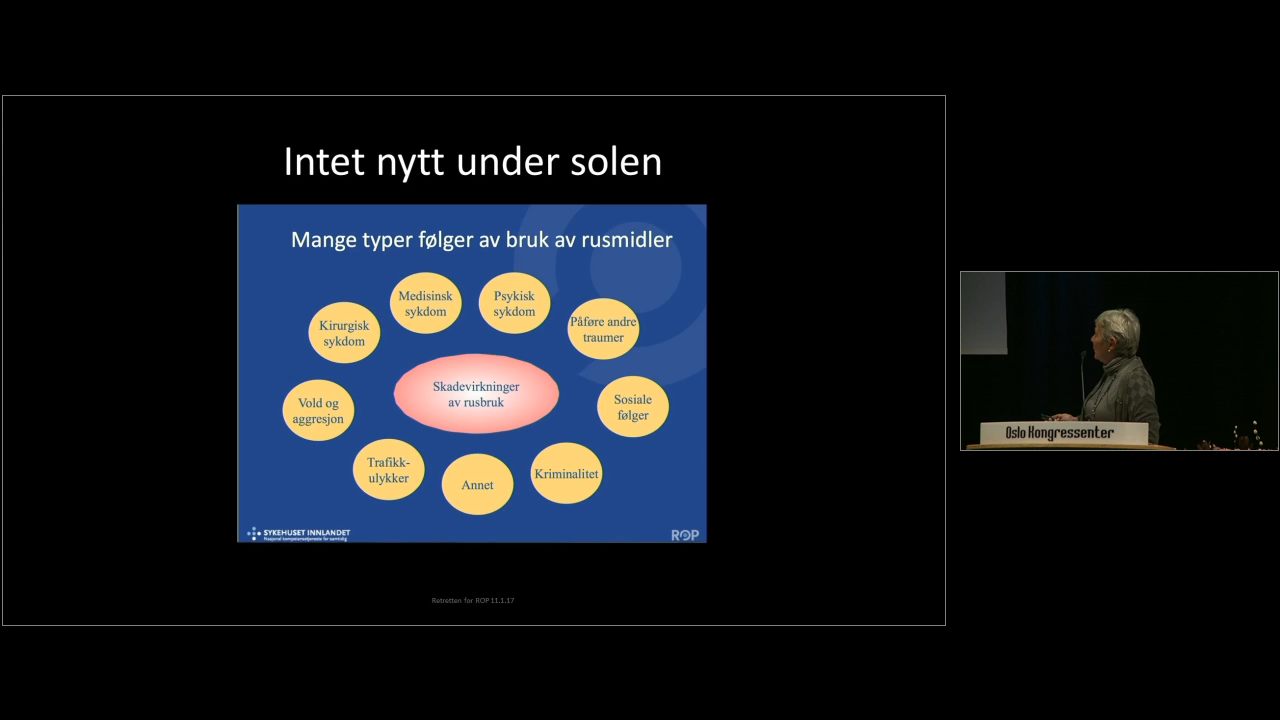 Intet nytt under solen
Mange typer følger av bruk av rusmidler
Medisinsk
sykdom
Psykisk
sykdom
Kirurgisk
sykdom
Påføre andre
traumer
Skadevirkninger
av rusbruk
Vold og
aggresjon
Sosiale
følger
Trafikk-
ulykker
Annet
Kriminalitet
SYKEHUSET INNLANDET
Nasjonal kompetansetjeneste for samtidig
ROP
Retretten for ROP 11.1.17
Oslo Kongressenter